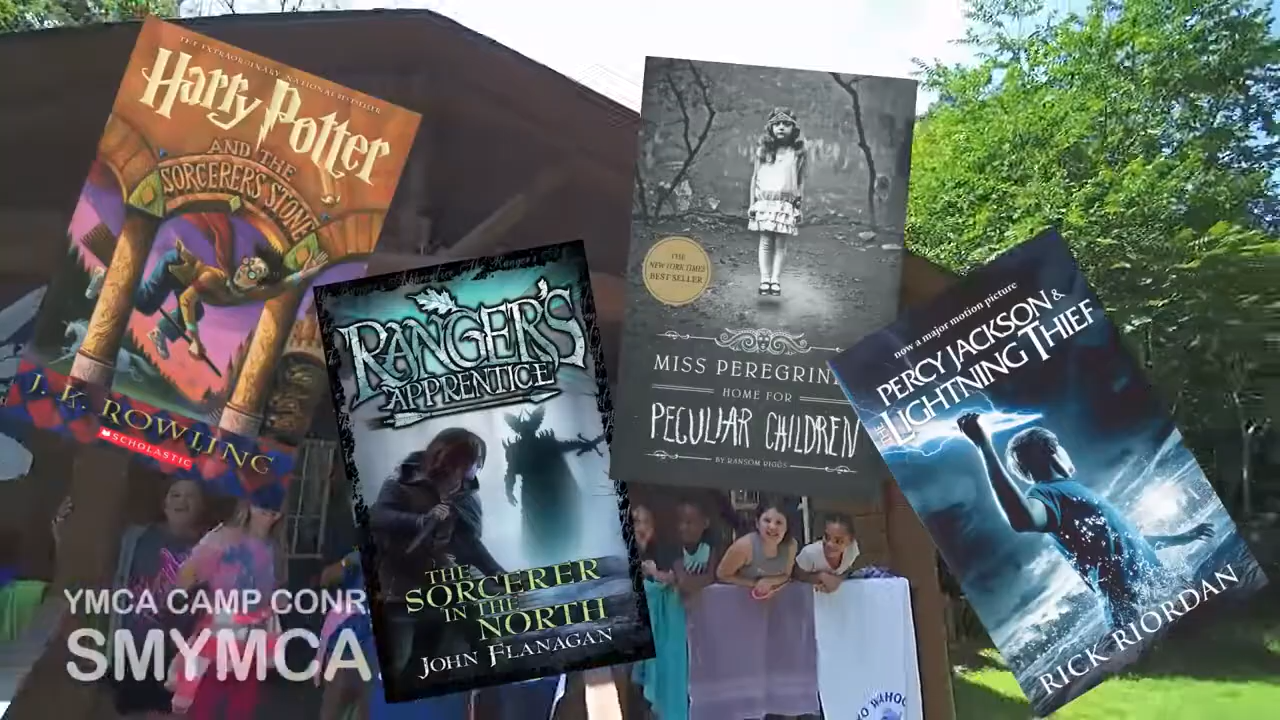 THE EXTRAORDINARY NATIONAL BESTSELLER
Harry Potter
AND THE
SORCERER'S STONE
J. K. ROWLING
SCHOLASTIC
RANGER'S
APPRENTICE
THE
SORCERER
IN THE
NORTH
JOHN FLANAGAN
THE
NEW YORK TIMES
BEST SELLER
MISS PEREGRIN
HOME FOR
PECULIAR CHILDREN
BY RANSOM RIGGS
now a major motion picture
PERCY JACKSON &
THE LIGHTNING THIEF
RICK RIORDAN
YMCA CAMP CONR
SMYMCA.
O WAHOO